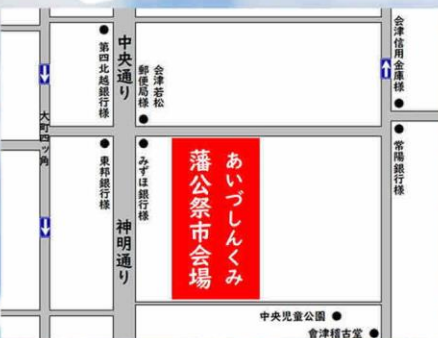 会津信用金庫様
常陽銀行様
会津若松
郵便局様
中央通り
第四北越銀行様
大町四ツ角
東邦銀行様
みずほ銀行様
神明通り
あいづしんくみ
藩公祭市会場
中央児童公園
會津稽古堂